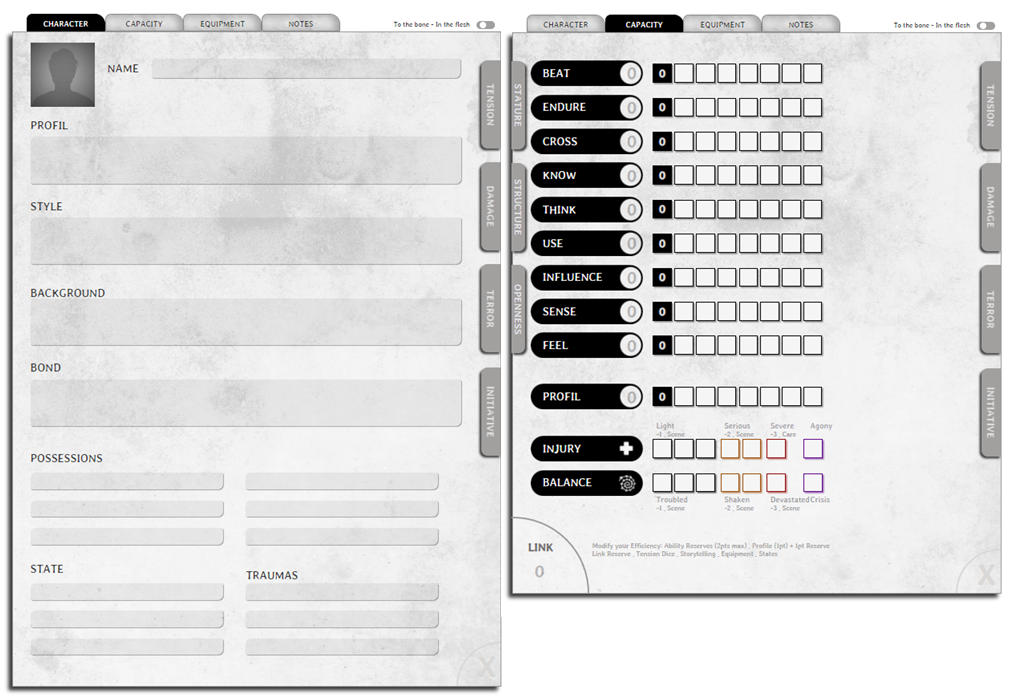 CHARACTER CAPACITY EQUIPMENT NOTES
To the bone - In the flesh
NAME
PROFIL
STYLE
BACKGROUND
BOND
POSSESSIONS
STATE
TRAUMAS
TENSION
DAMAGE
TERROR
INITIATIVE
X
CHARACTER CAPACITY EQUIPMENT NOTES
To the bone - In the flesh
STATURE
STRUCTURE
OPENNESS
BEAT 0 0
ENDURE 0 0
CROSS 0 0
KNOW 0 0
THINK 0 0
USE 0 0
INFLUENCE 0 0
SENSE 0 0
FEEL 0 0
PROFIL 0 0
Light Serious Severe Agony
-1 , Scene -2 , Scene -3 , Care
INJURY
BALANCE
Troubled Shaken Devastated Crisis
-1 , Scene -2 , Scene -3 , Scene
LINK
0
Modify your Efficiency: Ability Reserves (2pts max) , Profile (1pt) + 1pt Reserve
Link Reserve , Tension Dice , Storytelling , Equipment , States
TENSION
DAMAGE
TERROR
INITIATIVE
X